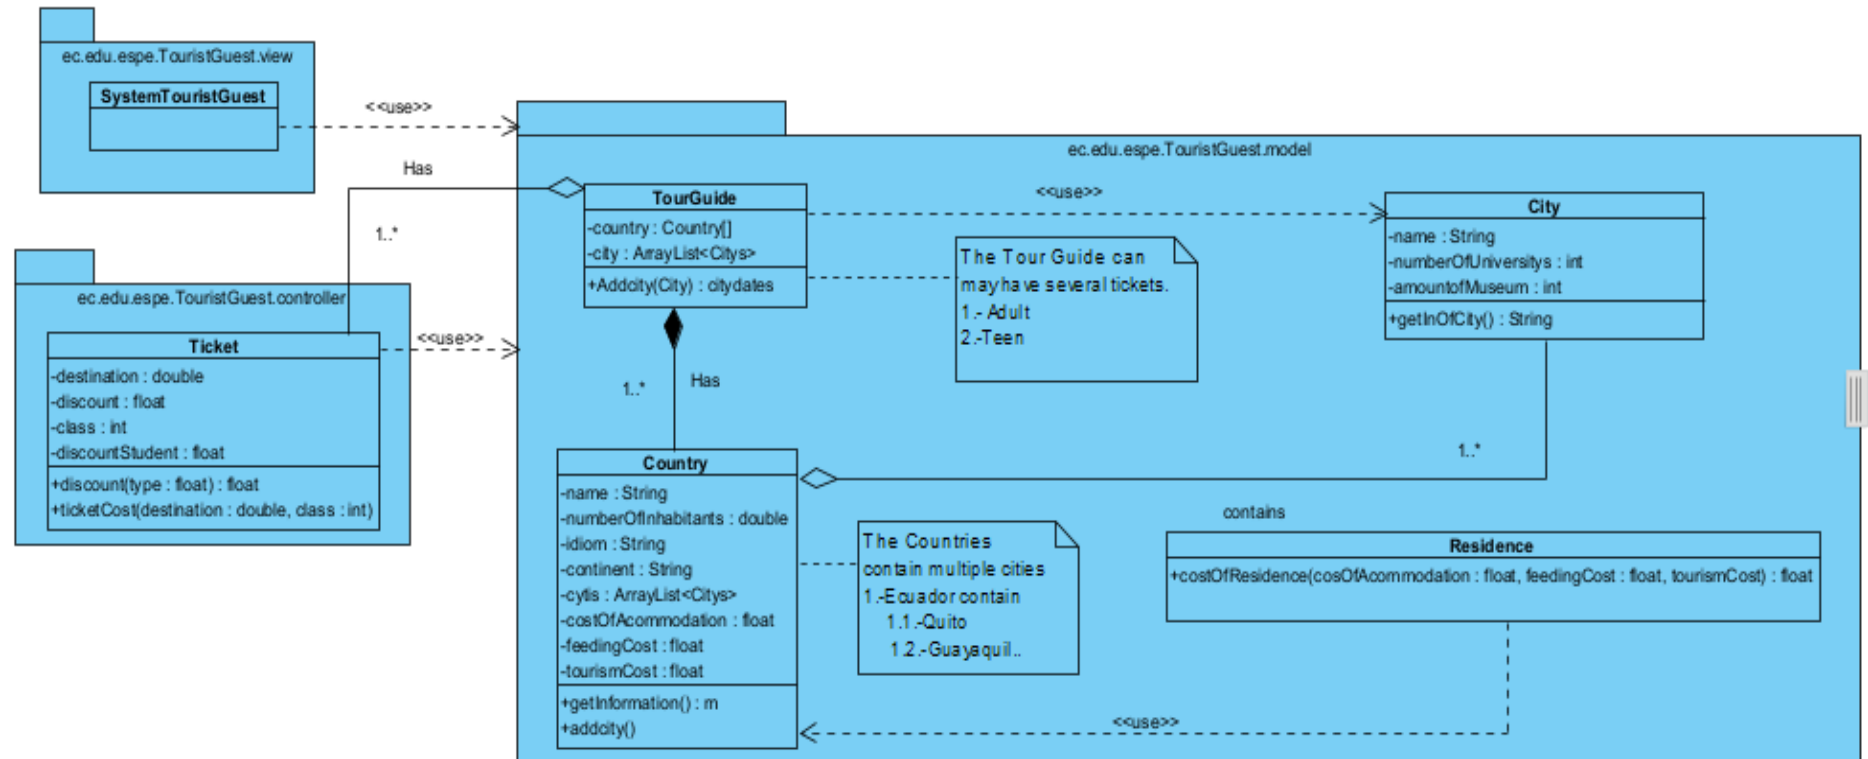 ec.edu.espe.TouristGuest.view
SystemTouristGuest
<<use>>
Has
1..*
ec.edu.espe.TouristGuest.controller
Ticket
-destination : double
-discount : float
-class : int
-discountStudent : float
+discount(type : float) : float
+ticketCost(destination : double, class : int)
<<use>>
ec.edu.espe.TouristGuest.model
TourGuide
-country : Country[]
-city : ArrayList<Citys>
+Addcity(City) : citydates
<<use>>
The Tour Guide can
may have several tickets.
1.- Adult
2.-Teen
City
-name : String
-numberOfUniversitys : int
-amountofMuseum : int
+getInOfCity() : String
1..*
Has
1..*
Country
-name : String
-numberOfInhabitants : double
-idiom : String
-continent : String
-cytis : ArrayList<Citys>
-costOfAcommodation : float
-feedingCost : float
-tourismCost : float
+getInformation() : m
+addcity()
The Countries
contain multiple cities
1.-Ecuador contain
1.1.-Quito
1.2.-Guayaquil..
contains
Residence
+costOfResidence(cosOfAcommodation : float, feedingCost : float, tourismCost) : float
<<use>>